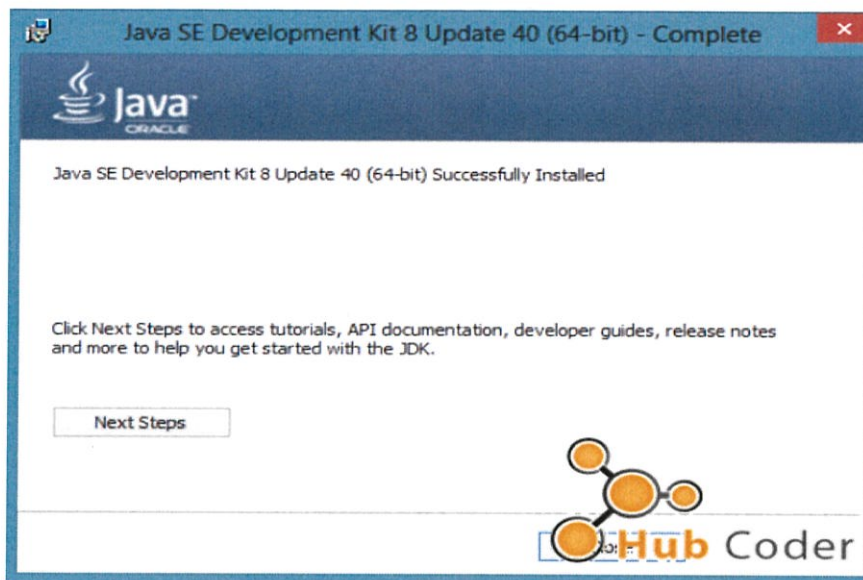 Java SE Development Kit 8 Update 40 (64-bit) - Complete
Java
ORACLE
Java SE Development Kit 8 Update 40 (64-bit) Successfully Installed
Click Next Steps to access tutorials, API documentation, developer guides, release notes
and more to help you get started with the JDK.
Next Steps
Hub Coder